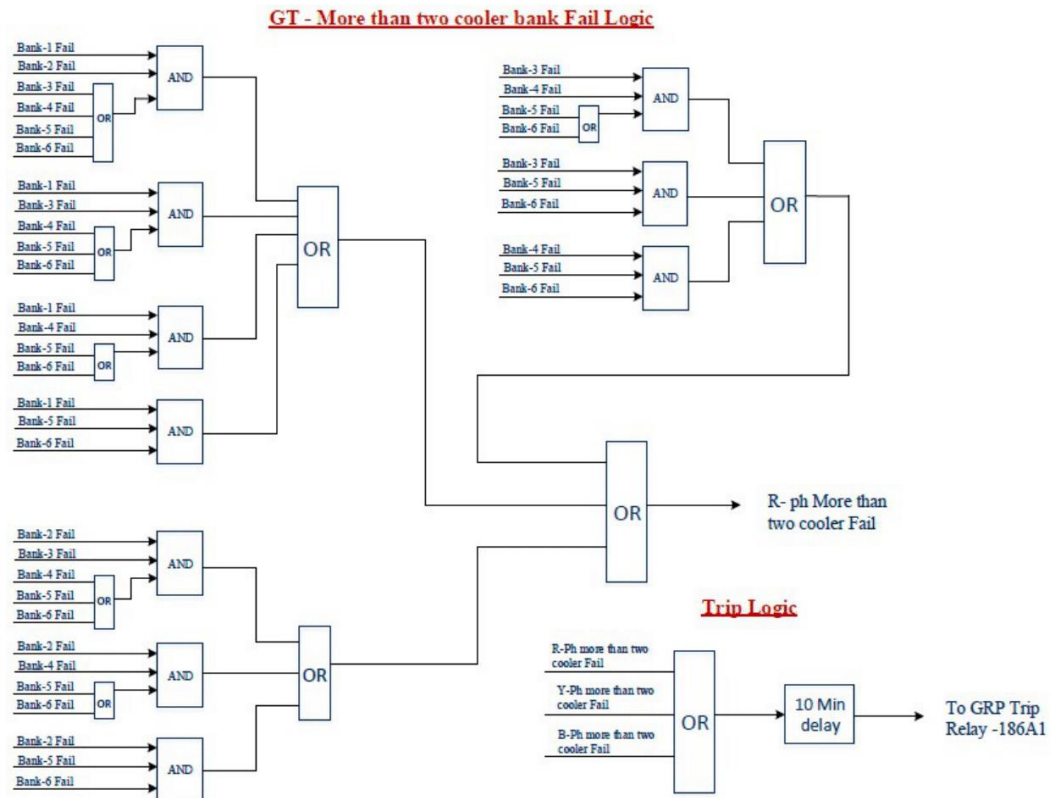 GT - More than two cooler bank Fail Logic
Bank-1 Fail
Bank-2 Fail
Bank-3 Fail
Bank-4 Fail
Bank-5 Fail
Bank-6 Fail
OR
AND
Bank-1 Fail
Bank-3 Fail
Bank-4 Fail
Bank-5 Fail
Bank-6 Fail
OR
AND
Bank-1 Fail
Bank-4 Fail
Bank-5 Fail
Bank-6 Fail
OR
AND
Bank-1 Fail
Bank-5 Fail
Bank-6 Fail
AND
OR
Bank-3 Fail
Bank-4 Fail
Bank-5 Fail
Bank-6 Fail
OR
AND
Bank-3 Fail
Bank-5 Fail
Bank-6 Fail
AND
Bank-4 Fail
Bank-5 Fail
Bank-6 Fail
AND
OR
Bank-2 Fail
Bank-3 Fail
Bank-4 Fail
Bank-5 Fail
Bank-6 Fail
OR
AND
Bank-2 Fail
Bank-4 Fail
Bank-5 Fail
Bank-6 Fail
OR
AND
Bank-2 Fail
Bank-5 Fail
Bank-6 Fail
AND
OR
OR
R- ph More than
two cooler Fail
Trip Logic
R-Ph more than two
cooler Fail
Y-Ph more than two
cooler Fail
B-Ph more than two
cooler Fail
OR
10 Min
delay
To GRP Trip
Relay -186A1